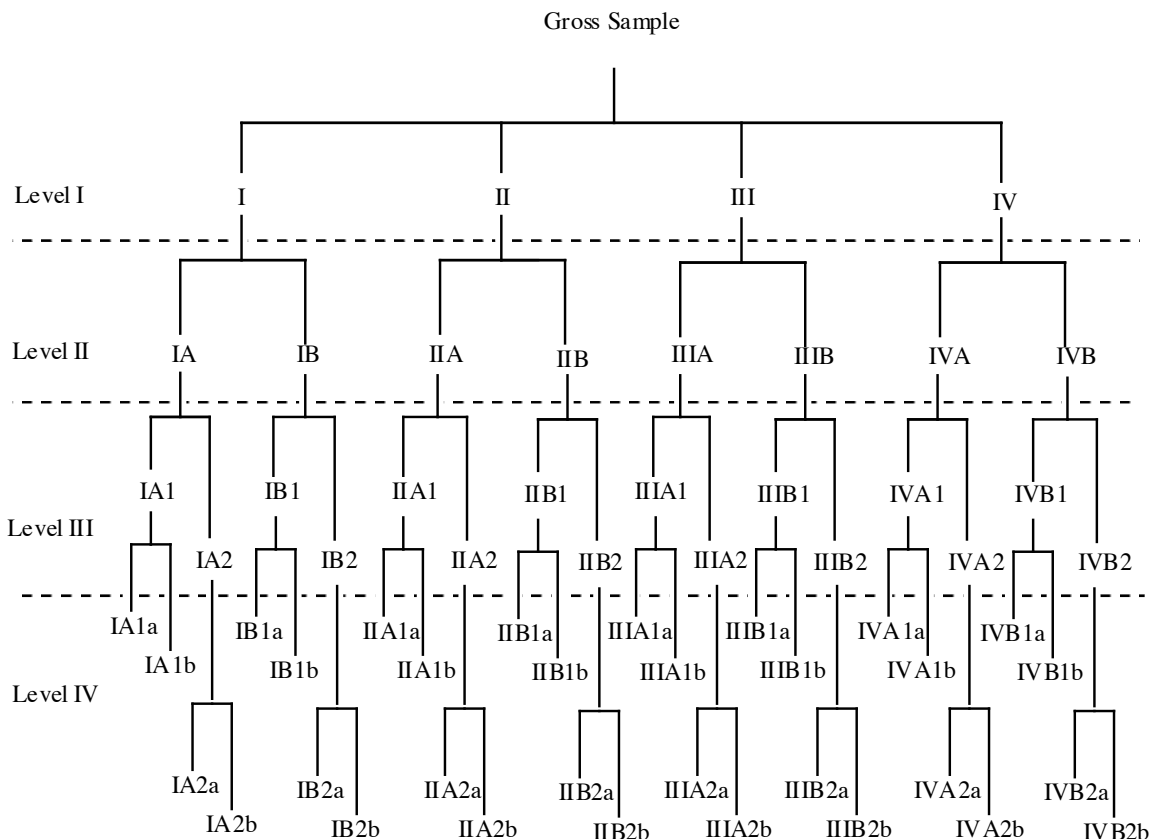 Gross Sample
Level I I II III IV
Level II IA IB IIA IIB IIIA IIIB IVA IVB
IA1 IB1 IIA1 IIB1 IIIA1 IIIB1 IVA1 IVB1
Level III IA2 IB2 IIA2 IIB2 IIIA2 IIIB2 IVA2 IVB2
IA1a IB1a IIA1a IIB1a IIIA1a IIIB1a IVA1a IVB1a
IA1b IB1b IIA1b IIB1b IIIA1b IIIB1b IVA1b IVB1b
Level IV
IA2a IB2a IIA2a IIB2a IIIA2a IIIB2a IVA2a IVB2a
IA2b IB2b IIA2b IIB2b IIIA2b IIIB2b IVA2b IVB2b